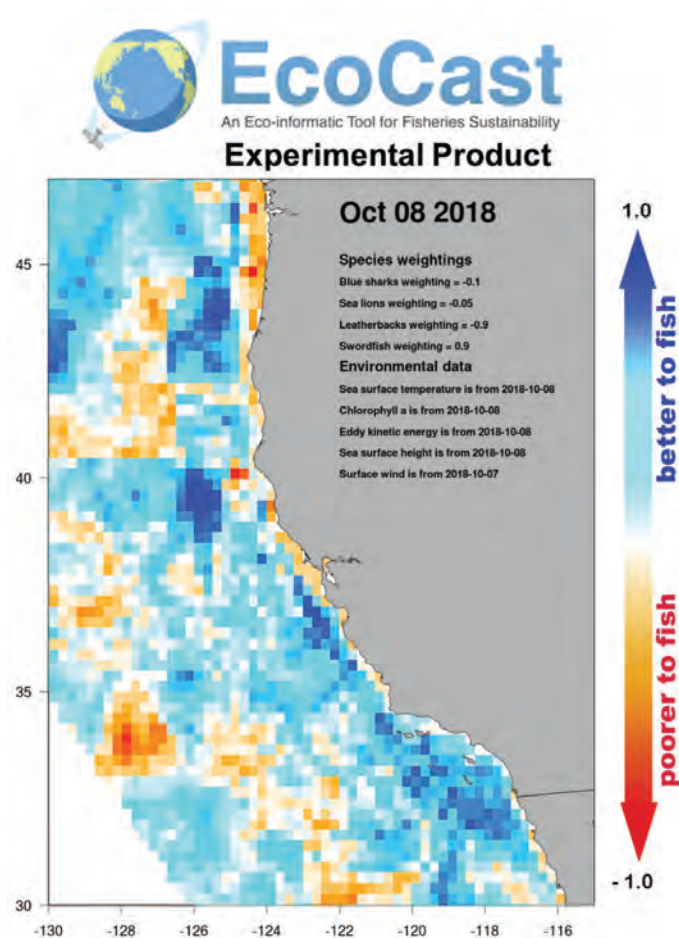 EcoCast
An Eco-informatic Tool for Fisheries Sustainability
Experimental Product
Oct 08 2018
Species weightings
Blue sharks weighting = -0.1
Sea lions weighting = -0.05
Leatherbacks weighting = -0.9
Swordfish weighting = 0.9
Environmental data
Sea surface temperature is from 2018-10-08
Chlorophyll a is from 2018-10-08
Eddy kinetic energy is from 2018-10-08
Sea surface height is from 2018-10-08
Surface wind is from 2018-10-07
1.0
better to fish
poorer to fish
- 1.0
45
40
35
30
-130 -128 -126 -124 -122 -120 -118 -116